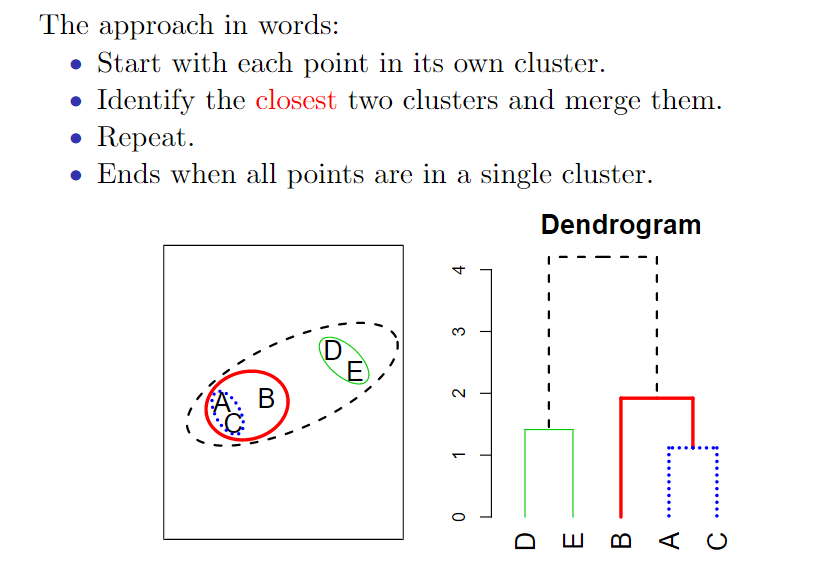 The approach in words:
• Start with each point in its own cluster.
• Identify the closest two clusters and merge them.
• Repeat.
• Ends when all points are in a single cluster.
Dendrogram
D
E
A
B
C
4
3
2
1
0
D E B A C